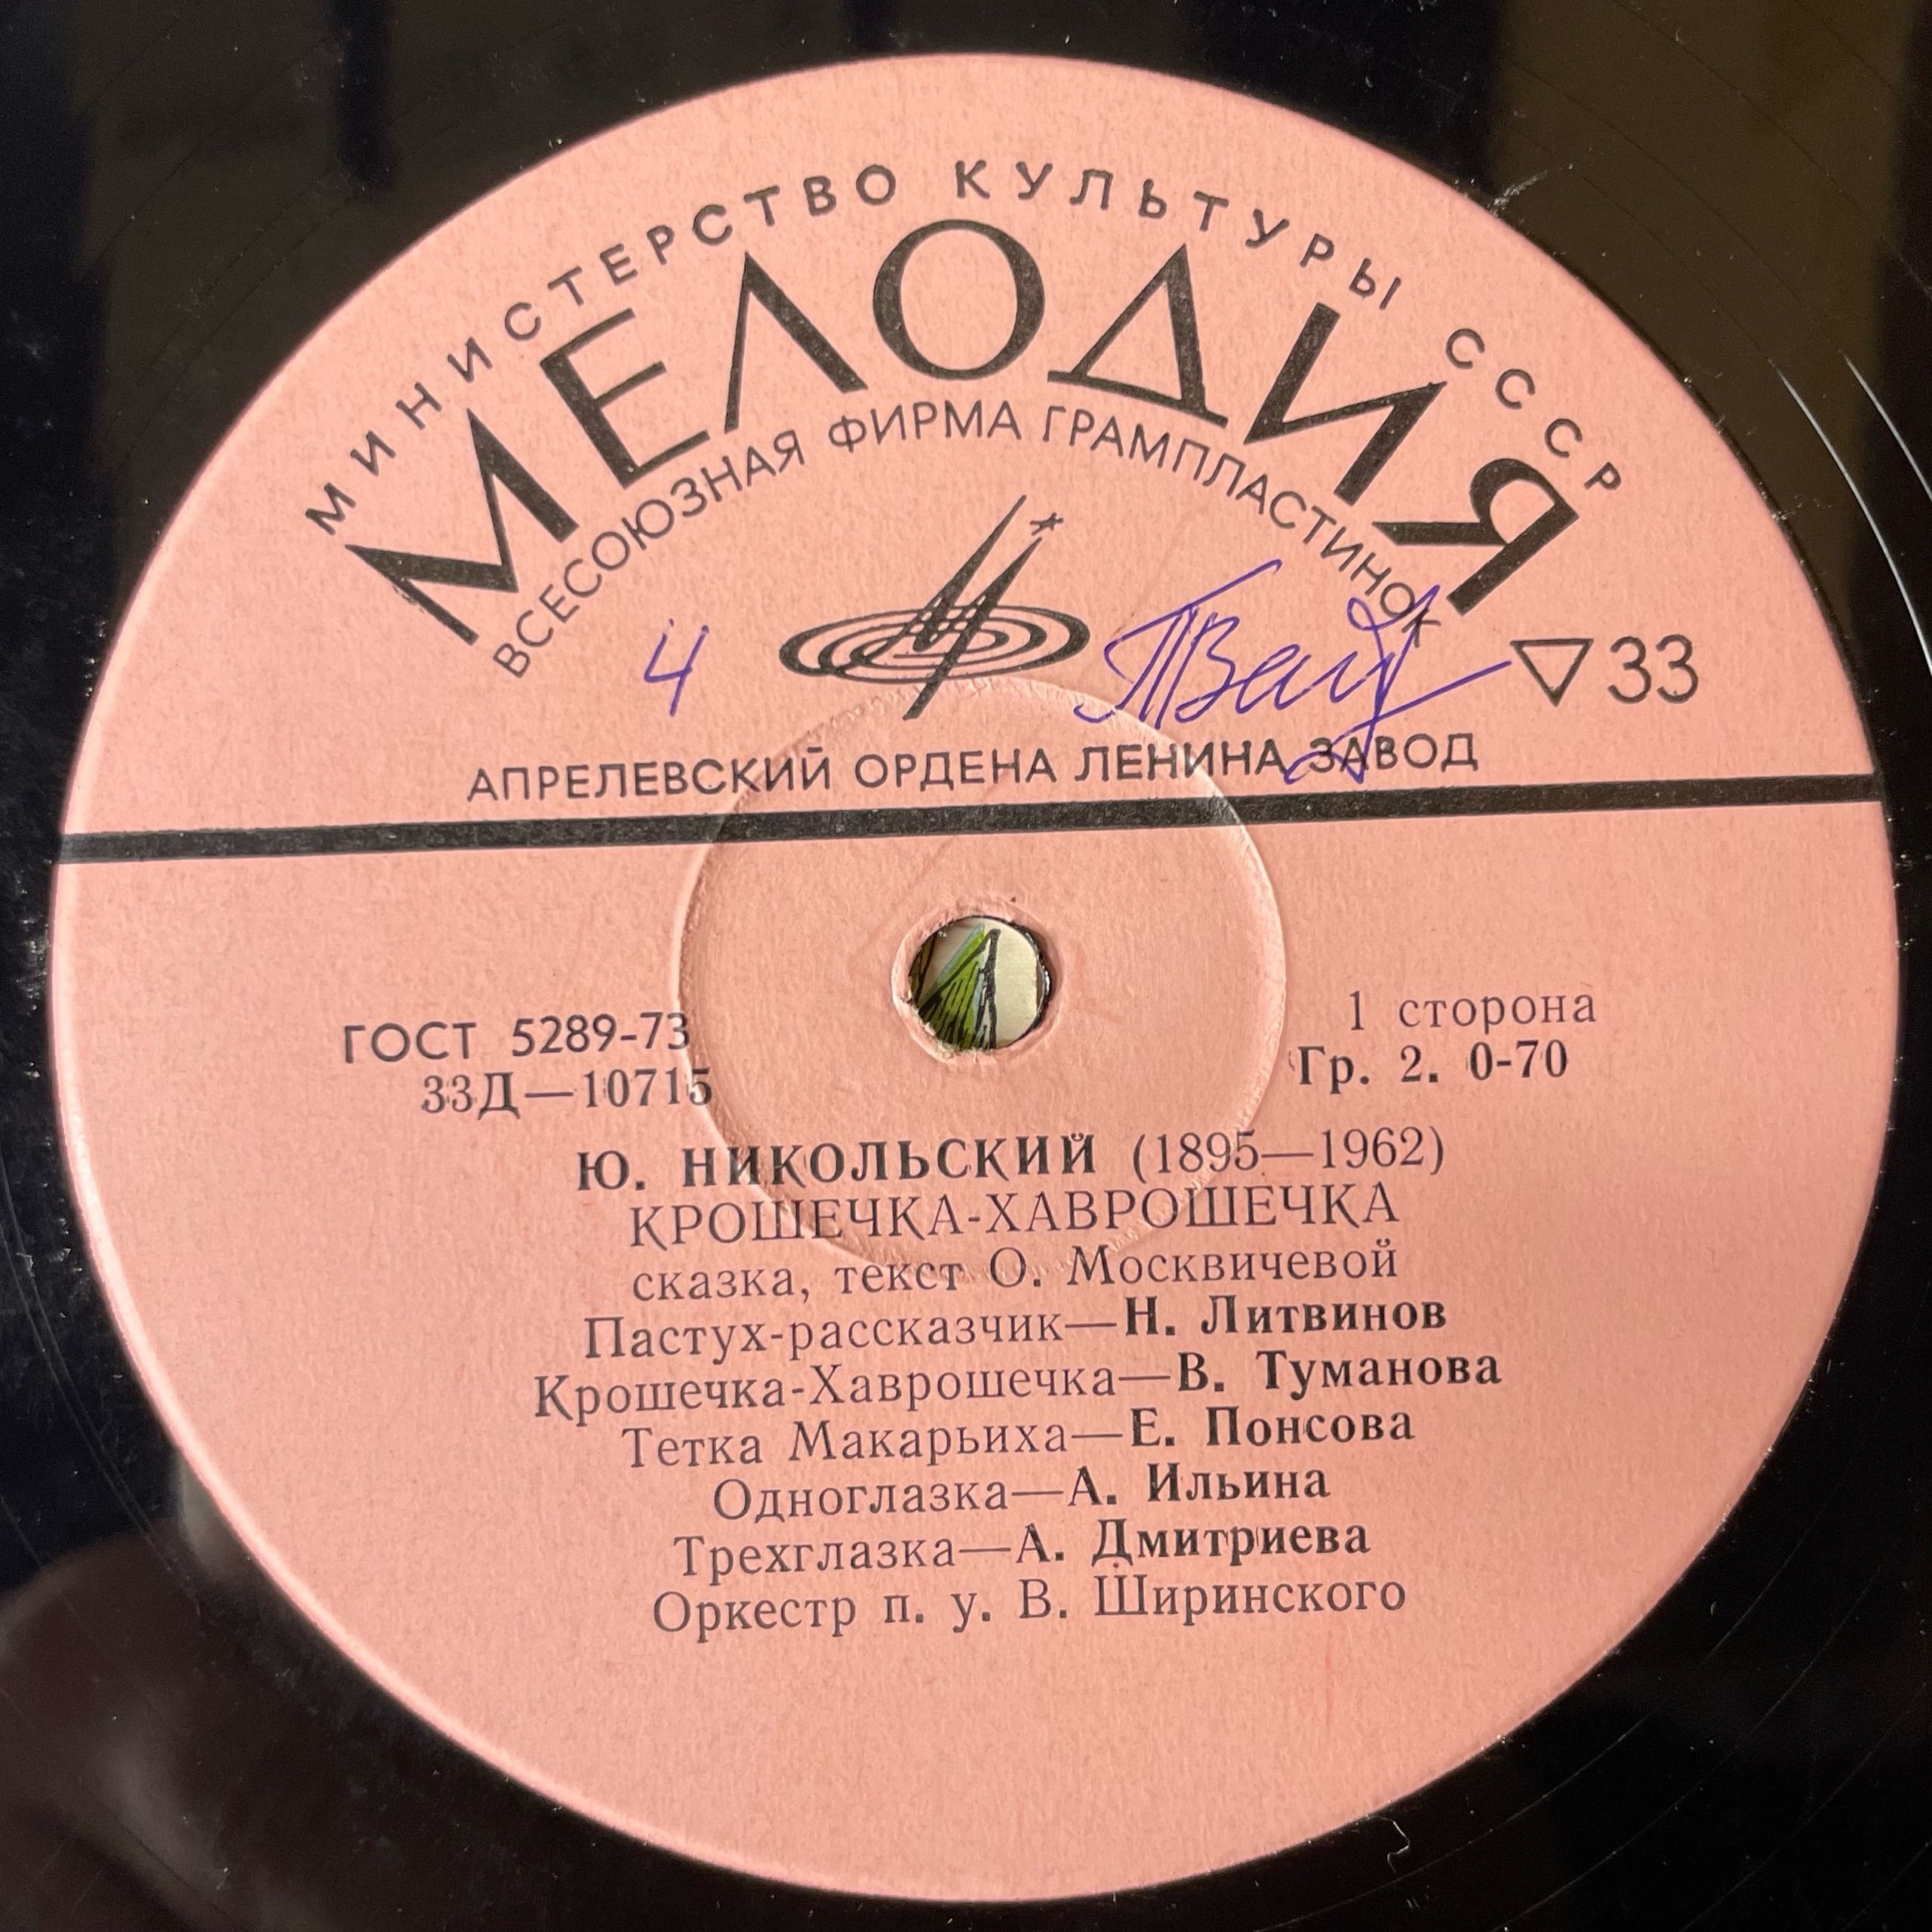 МИНИСТЕРСТВО КУЛЬТУРЫ СССР
МЕЛОДИЯ
ВСЕСОЮЗНАЯ ФИРМА ГРАМПЛАСТИНОК
4
▽33
АПРЕЛЕВСКИЙ ОРДЕНА ЛЕНИНА ЗАВОД
ГОСТ 5289-73
33Д—10715
1 сторона
Гр. 2. 0-70
Ю. НИКОЛЬСКИЙ (1895—1962)
КРОШЕЧКА-ХАВРОШЕЧКА
сказка, текст О. Москвичевой
Пастух-рассказчик—Н. Литвинов
Крошечка-Хаврошечка—В. Туманова
Тетка Макарьиха—Е. Понсова
Одноглазка—А. Ильина
Трехглазка—А. Дмитриева
Оркестр п. у. В. Ширинского